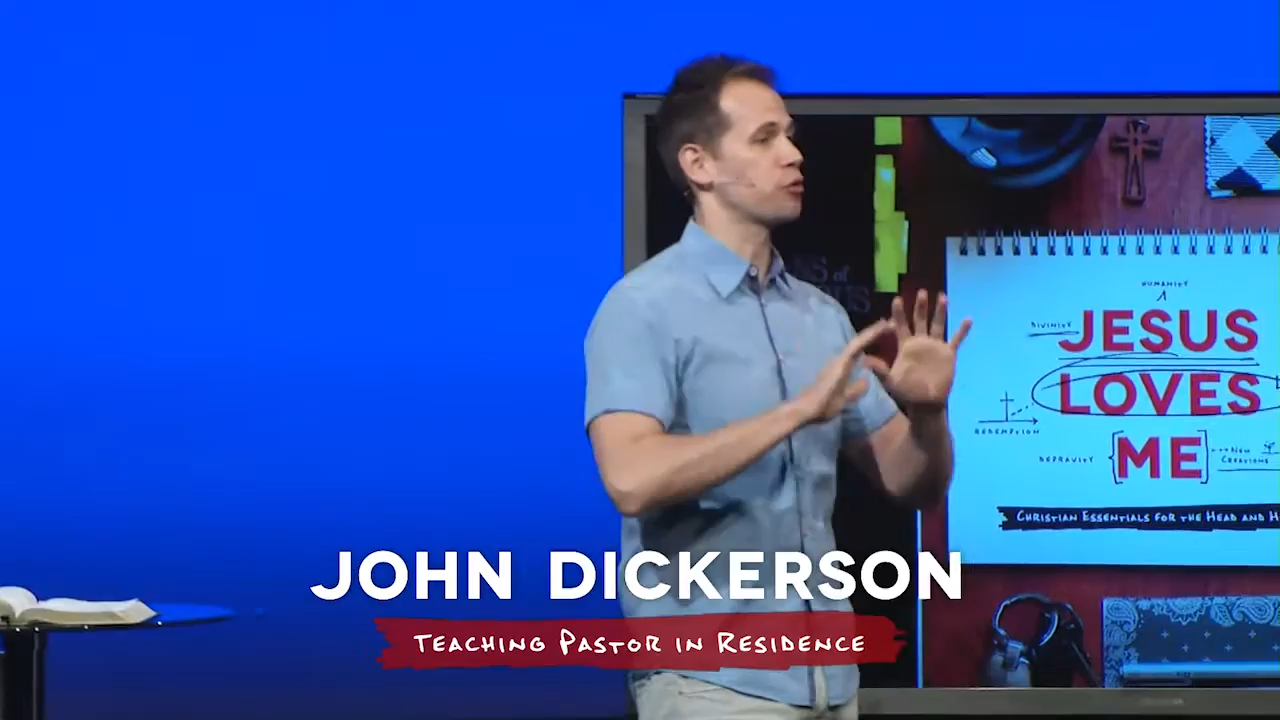 HUMANITY
DIVINITY
JESUS
LOVES
REDEMPTION
DEPRAVITY
{ME}
NEW
CREATIONS
CHRISTIAN ESSENTIALS FOR THE HEAD AND H
JOHN DICKERSON
TEACHING PASTOR IN RESIDENCE